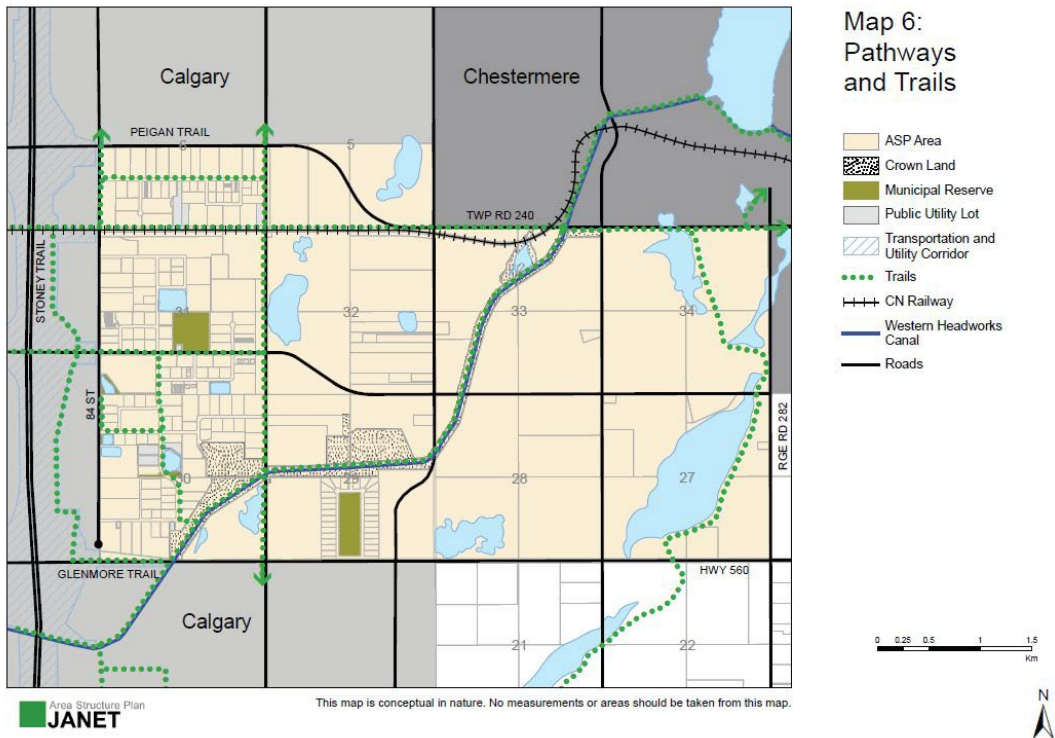 Map 6:
Pathways
and Trails
Calgary
Chestermere
PEIGAN TRAIL
6
5
TWP RD 240
STONEY TRAIL
31
32
33
34
84 ST
RGE RD 282
30
29
28
27
GLENMORE TRAIL
HWY 560
Calgary
21
22
ASP Area
Crown Land
Municipal Reserve
Public Utility Lot
Transportation and
Utility Corridor
Trails
CN Railway
Western Headworks
Canal
Roads
0 0.25 0.5 1 1.5
Km
N
Area Structure Plan
JANET
This map is conceptual in nature. No measurements or areas should be taken from this map.